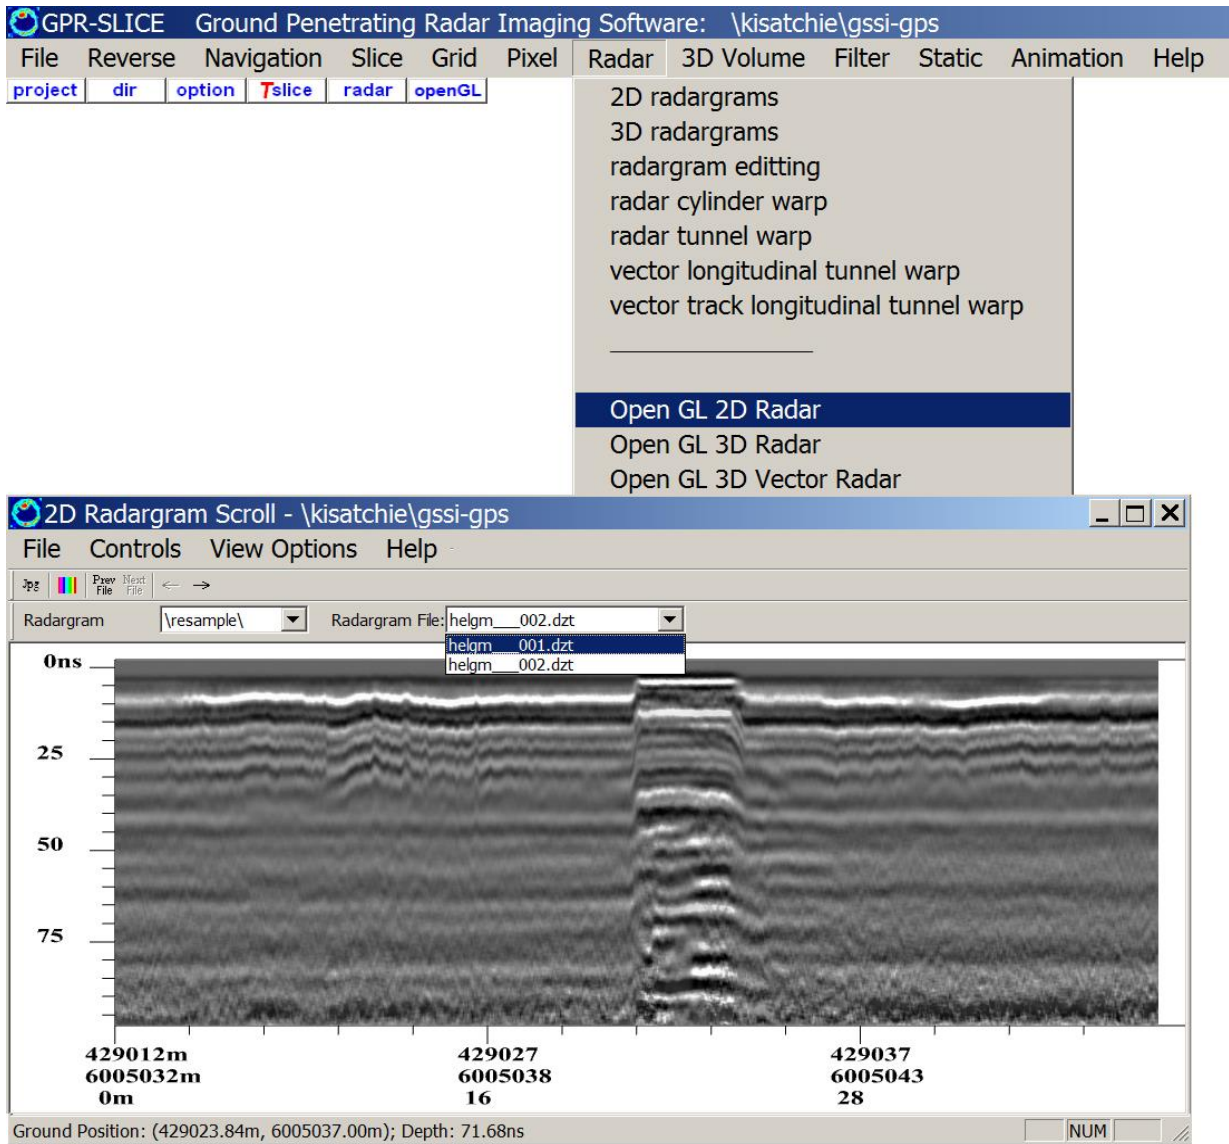 GPR-SLICE Ground Penetrating Radar Imaging Software: \kisatchie\gssi-gps
File Reverse Navigation Slice Grid Pixel Radar 3D Volume Filter Static Animation Help
project dir option Tslice radar openGL
2D radargrams
3D radargrams
radargram editting
radar cylinder warp
radar tunnel warp
vector longitudinal tunnel warp
vector track longitudinal tunnel warp
Open GL 2D Radar
Open GL 3D Radar
Open GL 3D Vector Radar
2D Radargram Scroll - \kisatchie\gssi-gps
File Controls View Options Help
Jpg Prev File Next File
Radargram \resample\ Radargram File: helgm___002.dzt
helgm___001.dzt
helgm___002.dzt
0ns
25
50
75
429012m 429027 429037
6005032m 6005038 6005043
0m 16 28
Ground Position: (429023.84m, 6005037.00m); Depth: 71.68ns NUM